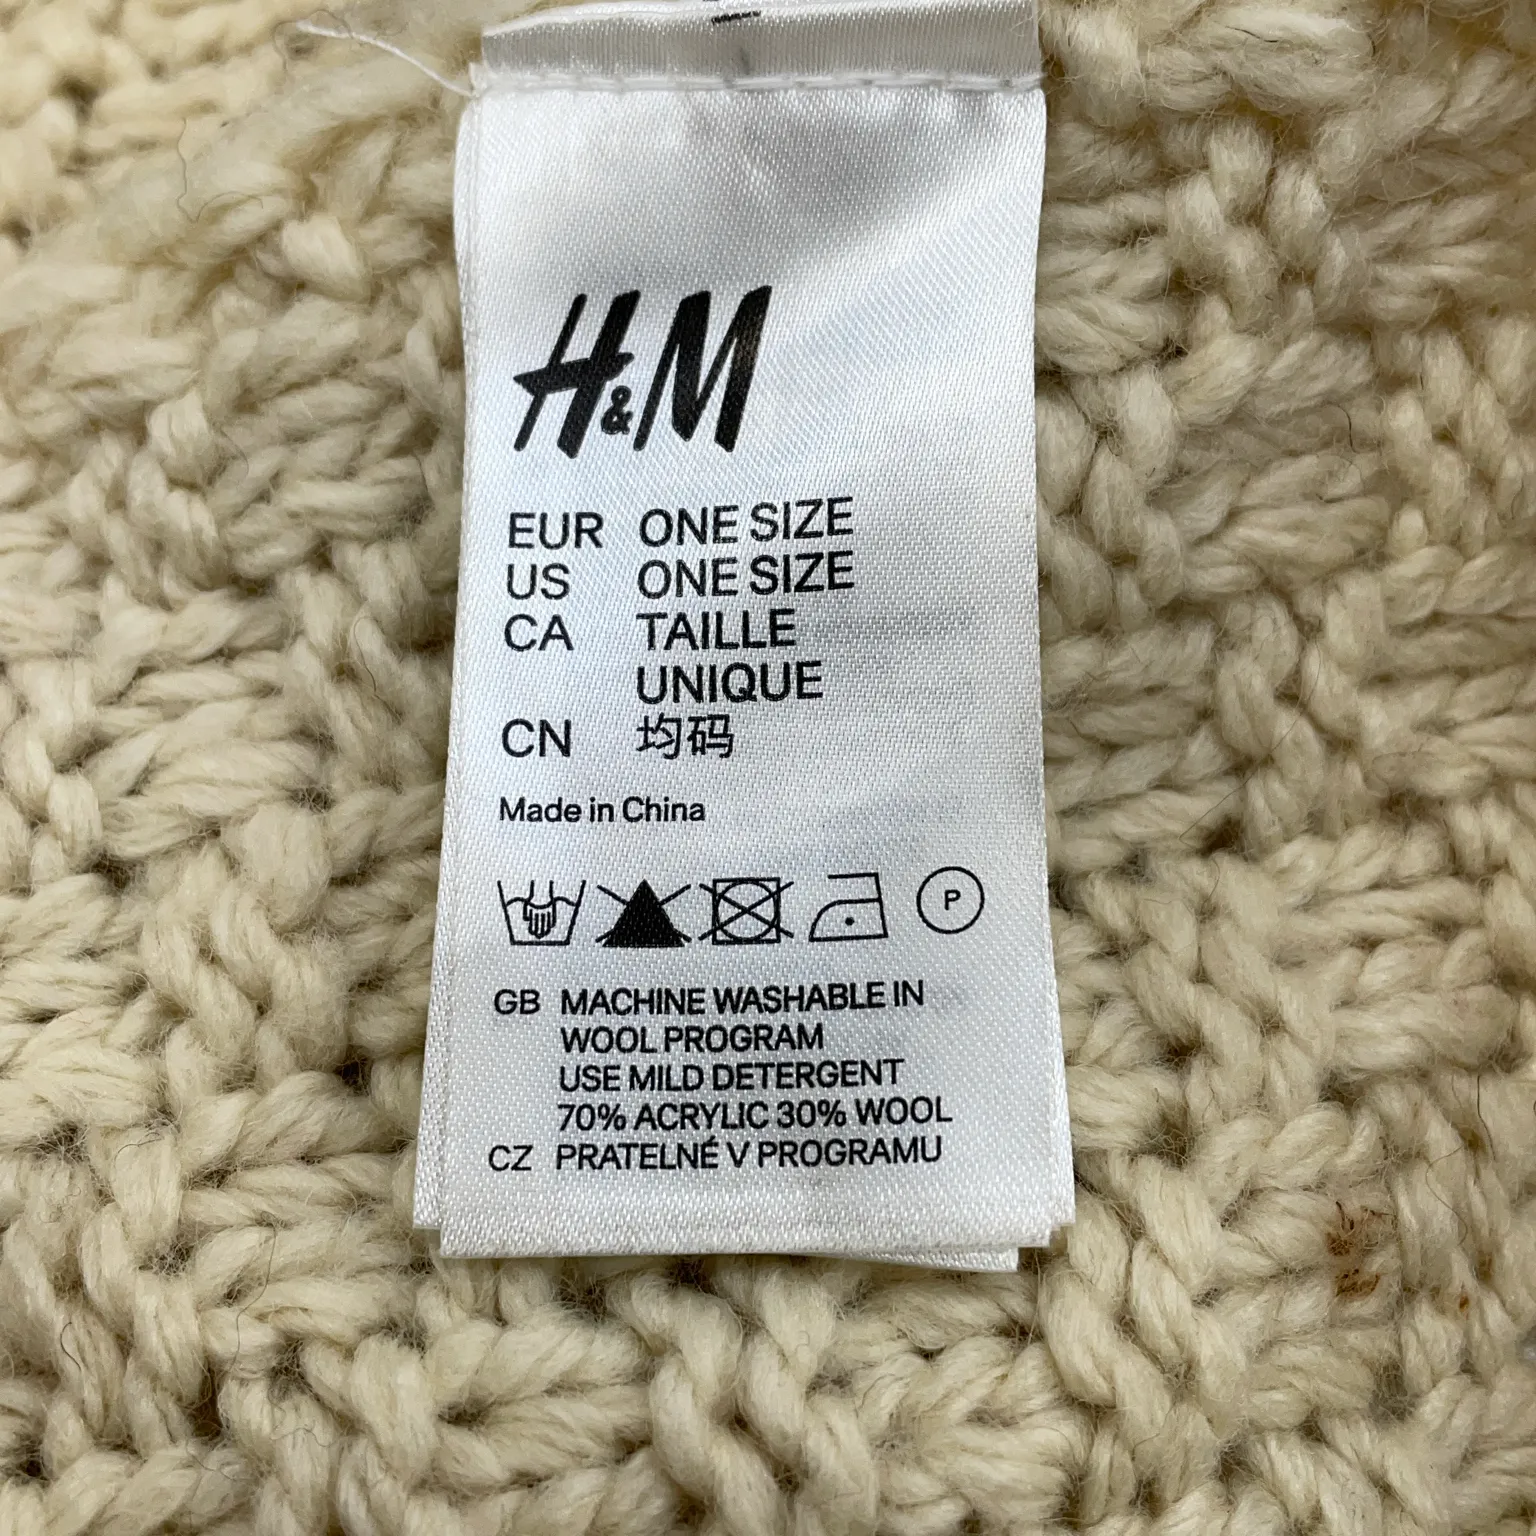 H&M
EUR ONE SIZE
US ONE SIZE
CA TAILLE
UNIQUE
CN 均码
Made in China
P
GB MACHINE WASHABLE IN
WOOL PROGRAM
USE MILD DETERGENT
70% ACRYLIC 30% WOOL
CZ PRATELNÉ V PROGRAMU